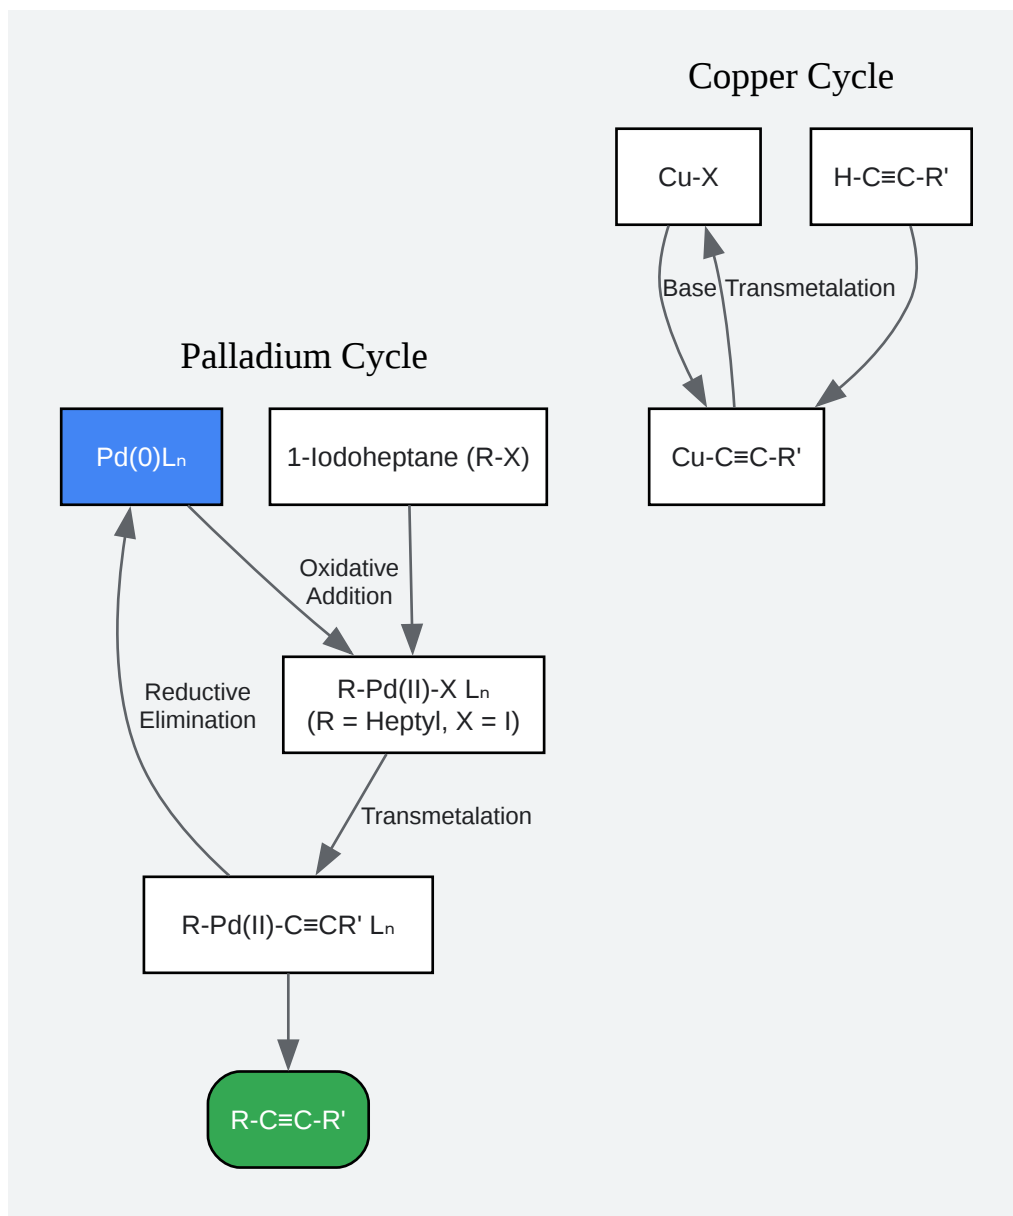 Copper Cycle
Cu-X
H-C≡C-R'
Base
Transmetalation
Cu-C≡C-R'
Palladium Cycle
Pd(0)Lₙ
1-Iodoheptane (R-X)
Oxidative
Addition
R-Pd(II)-X Lₙ
(R = Heptyl, X = I)
Reductive
Elimination
Transmetalation
R-Pd(II)-C≡CR' Lₙ
R-C≡C-R'